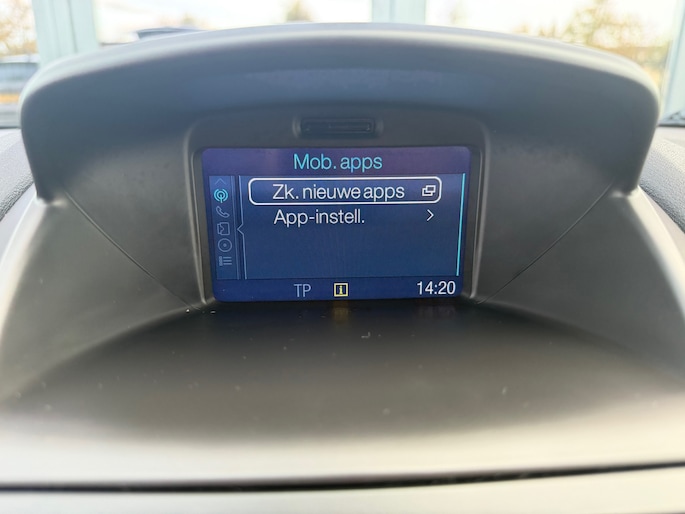 Mob. apps
Zk. nieuwe apps
App-instell.
TP i 14:20